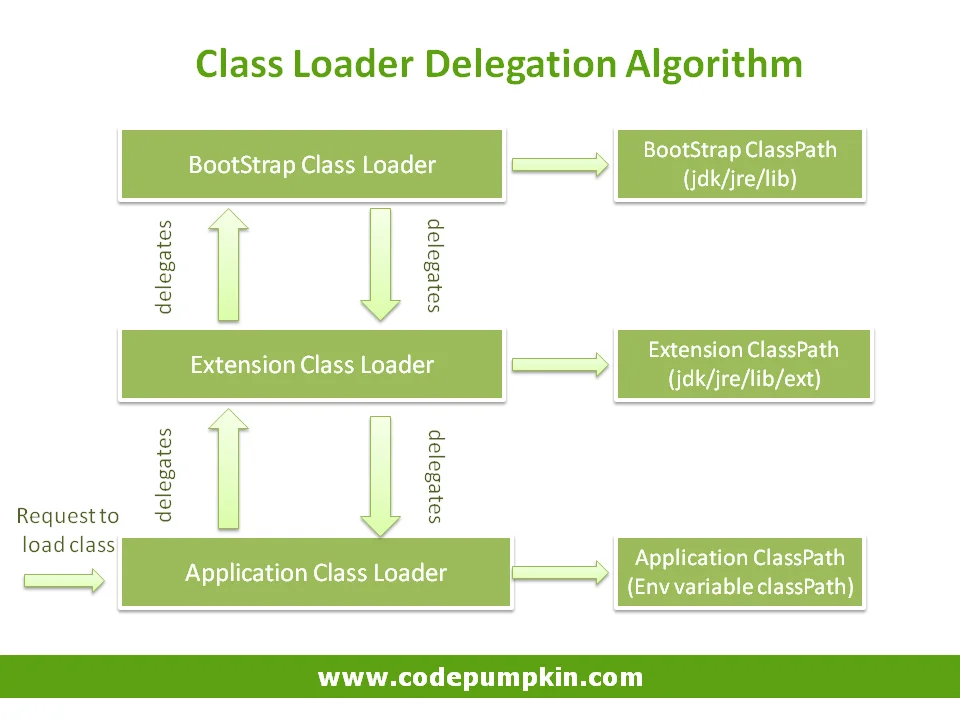 Class Loader Delegation Algorithm
BootStrap Class Loader
BootStrap ClassPath
(jdk/jre/lib)
delegates
delegates
Extension Class Loader
Extension ClassPath
(jdk/jre/lib/ext)
delegates
delegates
Request to
load class
Application Class Loader
Application ClassPath
(Env variable classPath)
www.codepumpkin.com